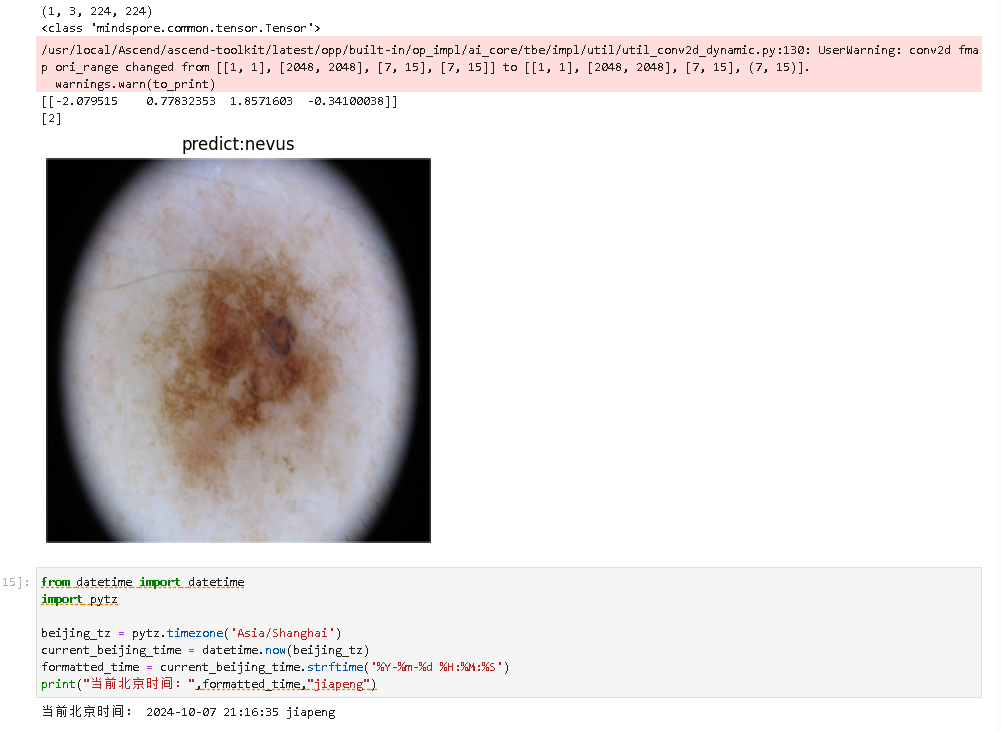 (1, 3, 224, 224)
<class 'mindspore.common.tensor.Tensor'>
/usr/local/Ascend/ascend-toolkit/latest/opp/built-in/op_impl/ai_core/tbe/impl/util/util_conv2d_dynamic.py:130: UserWarning: conv2d fma
p ori_range changed from [[1, 1], [2048, 2048], [7, 15], [7, 15]] to [[1, 1], [2048, 2048], [7, 15], (7, 15)].
  warnings.warn(to_print)
[[-2.079515    0.77832353  1.8571603  -0.34100038]]
[2]
predict:nevus
15]:
from datetime import datetime
import pytz
beijing_tz = pytz.timezone('Asia/Shanghai')
current_beijing_time = datetime.now(beijing_tz)
formatted_time = current_beijing_time.strftime('%Y-%m-%d %H:%M:%S')
print("当前北京时间：",formatted_time,"jiapeng")
当前北京时间： 2024-10-07 21:16:35 jiapeng